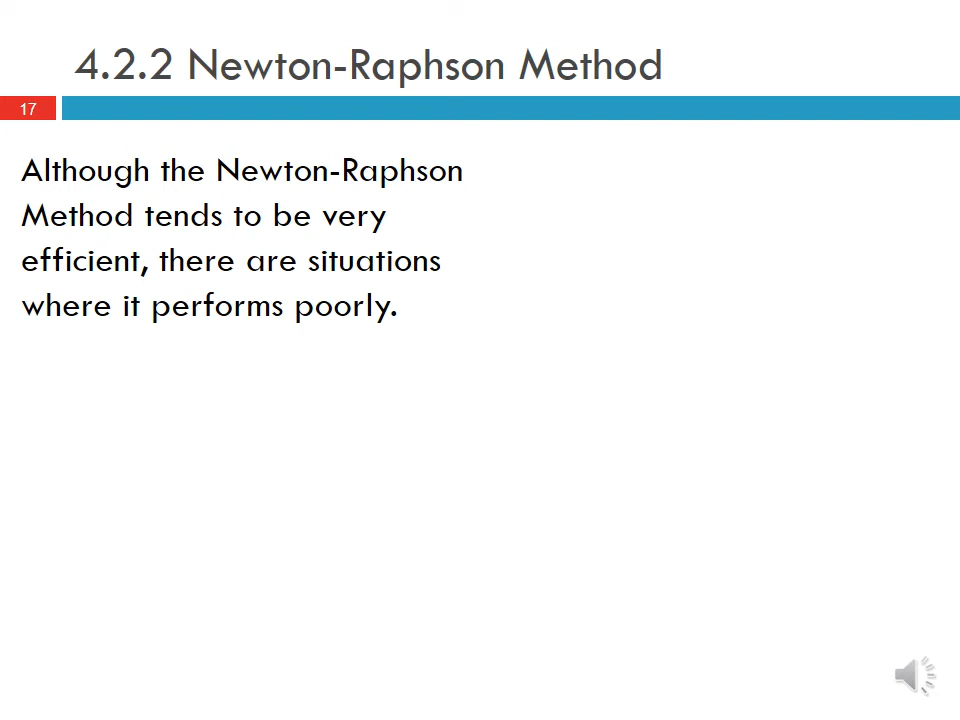 4.2.2 Newton-Raphson Method
17
Although the Newton-Raphson
Method tends to be very
efficient, there are situations
where it performs poorly.